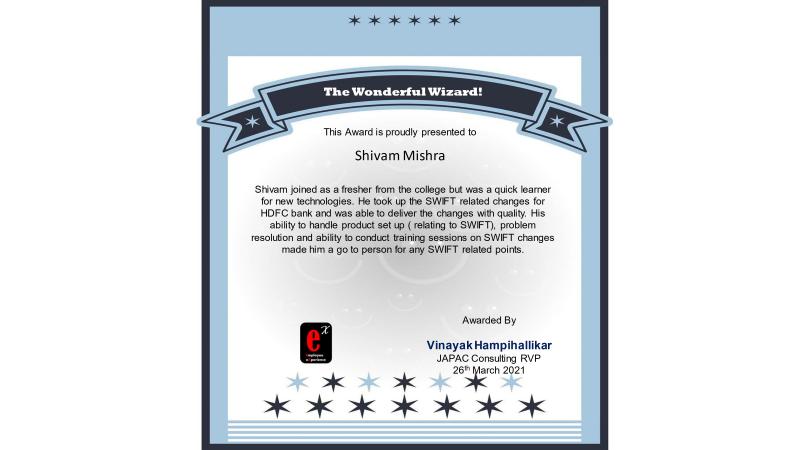 The Wonderful Wizard!
This Award is proudly presented to
Shivam Mishra
Shivam joined as a fresher from the college but was a quick learner
for new technologies. He took up the SWIFT related changes for
HDFC bank and was able to deliver the changes with quality. His
ability to handle product set up ( relating to SWIFT), problem
resolution and ability to conduct training sessions on SWIFT changes
made him a go to person for any SWIFT related points.
Awarded By
Vinayak Hampihallikar
JAPAC Consulting RVP
26th March 2021
ex
employee
experience